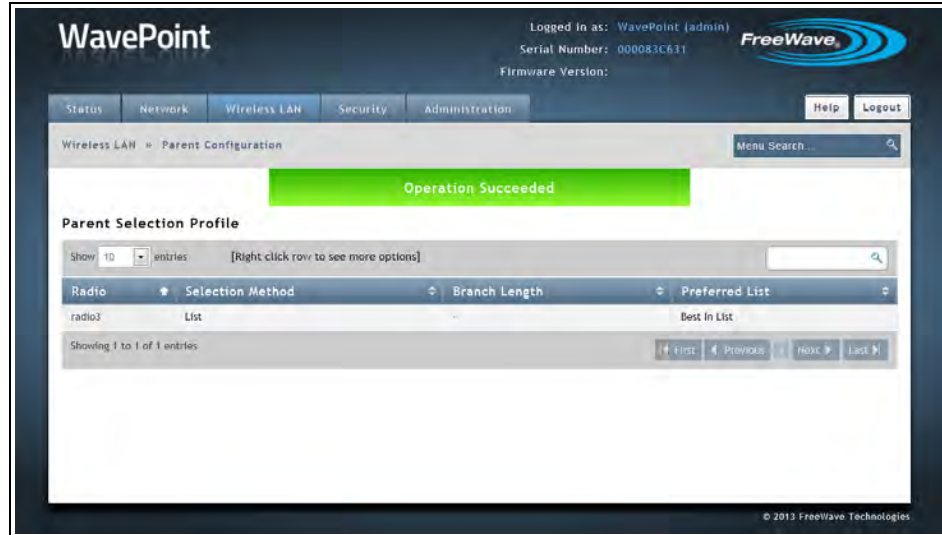 WavePoint
Logged in as: WavePoint (admin)
Serial Number: 000083C631
Firmware Version:
FreeWave®
Status Network Wireless LAN Security Administration Help Logout
Wireless LAN » Parent Configuration Menu Search...
Operation Succeeded
Parent Selection Profile
Show 10 entries [Right click row to see more options]
Radio Selection Method Branch Length Preferred List
radio3 List - Best In List
Showing 1 to 1 of 1 entries First Previous Next Last
© 2013 FreeWave Technologies